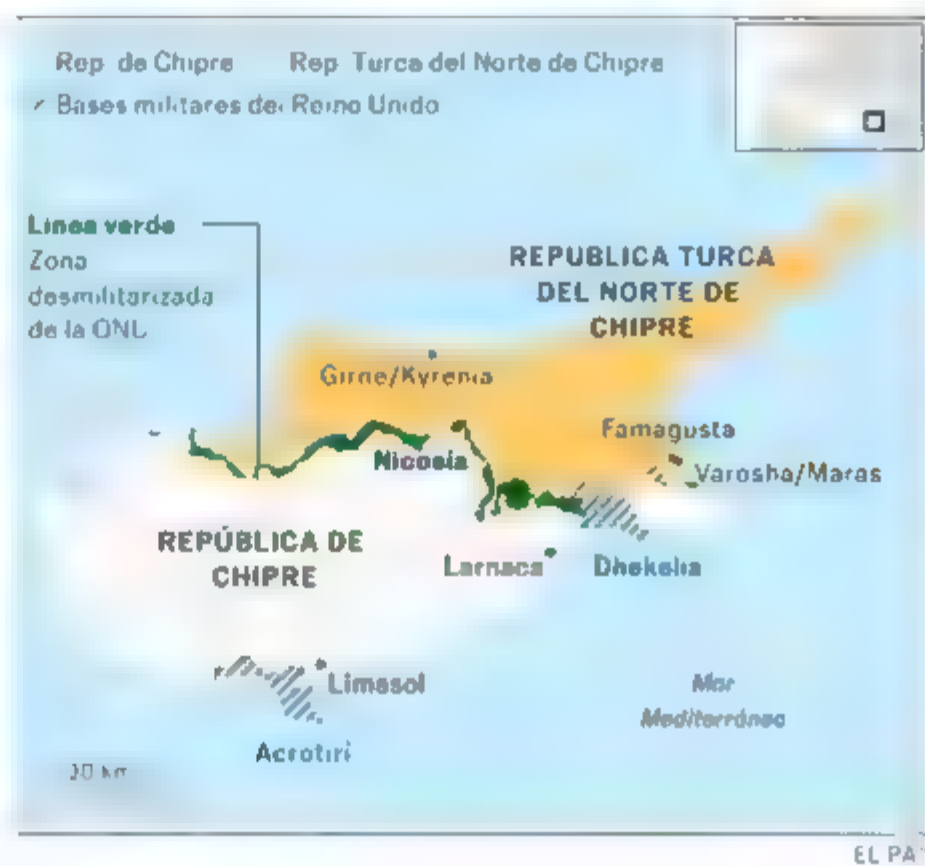 Rep. de Chipre
Rep. Turca del Norte de Chipre
Bases militares del Reino Unido
Línea verde
Zona
desmilitarizada
de la
REPUBLICA TURCA
DEL NORTE DE
CHIPRE
Girne/Kyrenia
Famagusta
Nicosia
Varosha/Maras
REPÚBLICA DE
CHIPRE
Larnaca
Dhekelia
Limasol
Mar
Mediterráneo
Acrotiri
km
EL